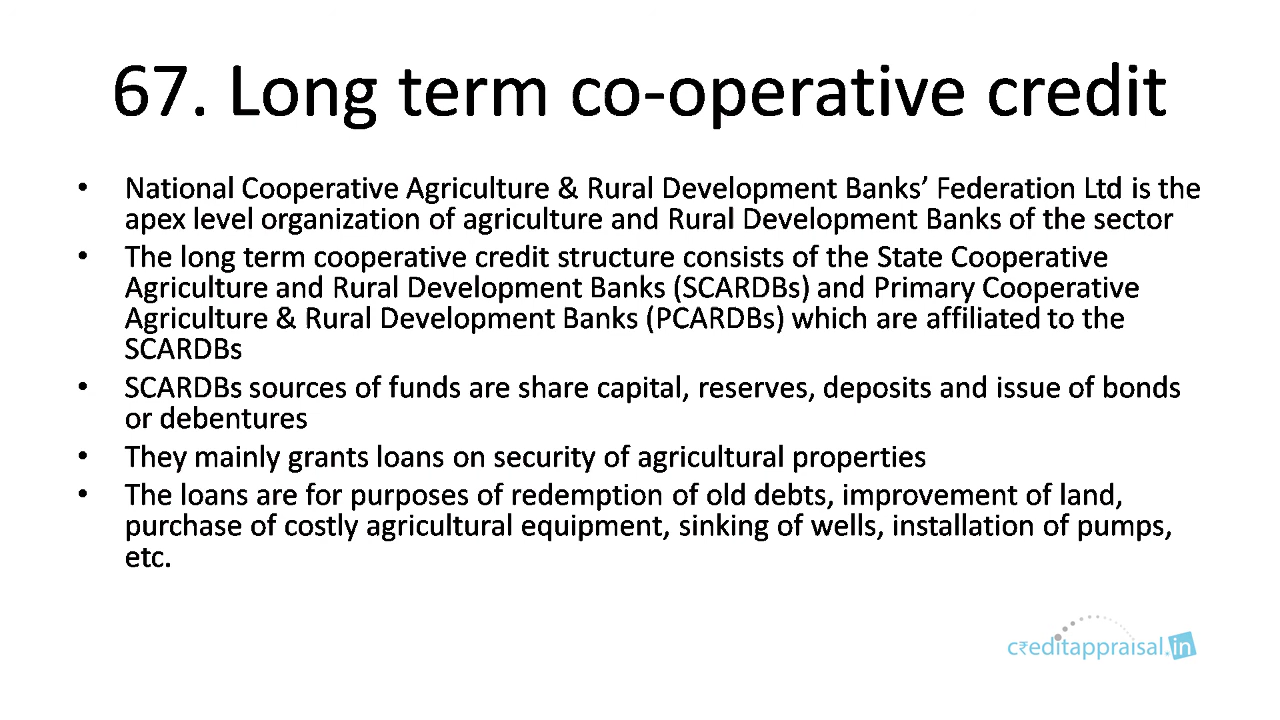 67. Long term co-operative credit
• National Cooperative Agriculture & Rural Development Banks’ Federation Ltd is the
apex level organization of agriculture and Rural Development Banks of the sector
• The long term cooperative credit structure consists of the State Cooperative
Agriculture and Rural Development Banks (SCARDBs) and Primary Cooperative
Agriculture & Rural Development Banks (PCARDBs) which are affiliated to the
SCARDBs
• SCARDBs sources of funds are share capital, reserves, deposits and issue of bonds
or debentures
• They mainly grants loans on security of agricultural properties
• The loans are for purposes of redemption of old debts, improvement of land,
purchase of costly agricultural equipment, sinking of wells, installation of pumps,
etc.
c₹editappraisal.in